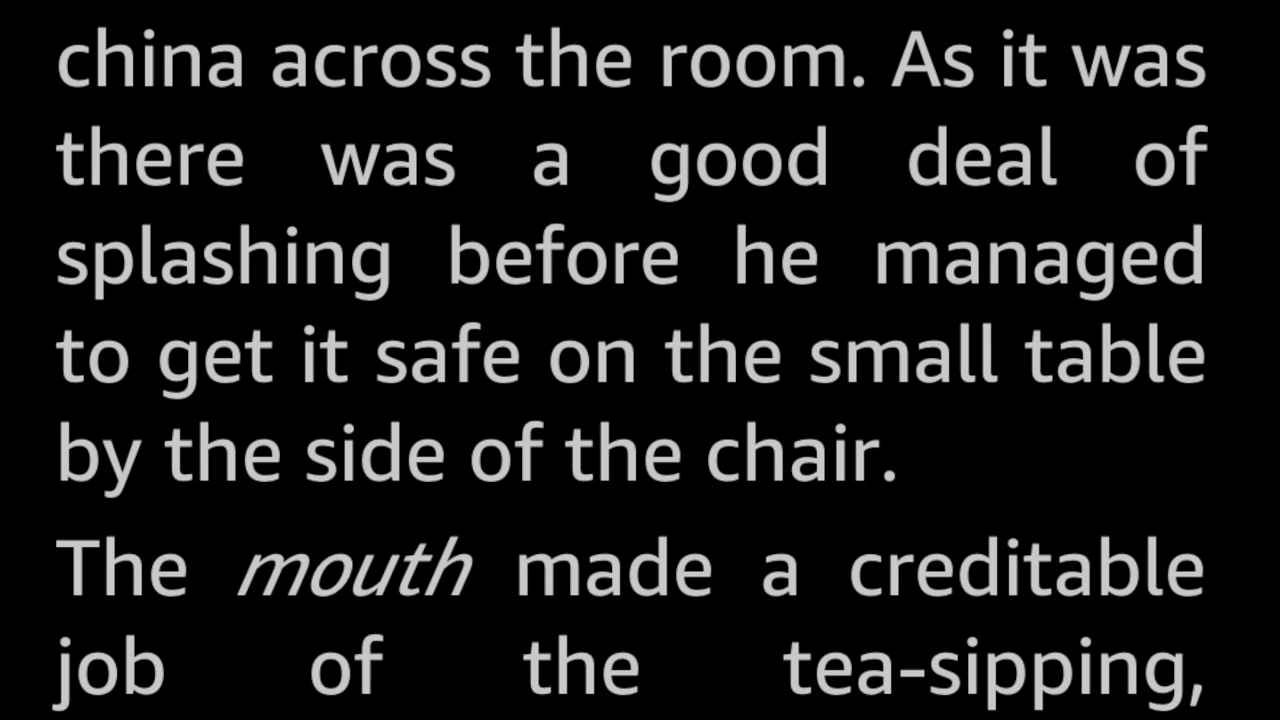 china across the room. As it was
there was a good deal of
splashing before he managed
to get it safe on the small table
by the side of the chair.
The mouth made a creditable
job of the tea-sipping,